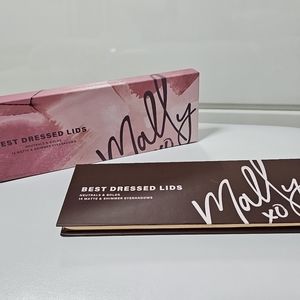 BEST DRESSED LIDS
NEUTRALS & BOLDS
15 MATTE & SHIMMER EYESHADOWS
Mally
xo
BEST DRESSED LIDS
NEUTRALS & BOLDS
15 MATTE & SHIMMER EYESHADOWS
Mally
xo